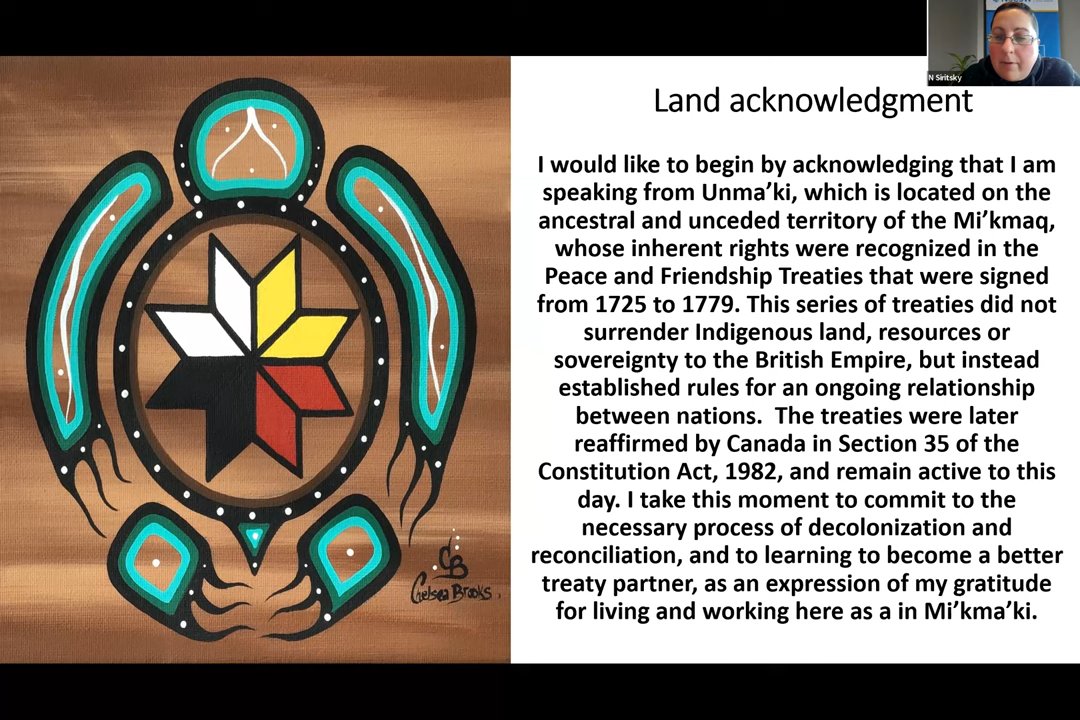 N Siritsky
Land acknowledgment
I would like to begin by acknowledging that I am
speaking from Unma’ki, which is located on the
ancestral and unceded territory of the Mi’kmaq,
whose inherent rights were recognized in the
Peace and Friendship Treaties that were signed
from 1725 to 1779. This series of treaties did not
surrender Indigenous land, resources or
sovereignty to the British Empire, but instead
established rules for an ongoing relationship
between nations.  The treaties were later
reaffirmed by Canada in Section 35 of the
Constitution Act, 1982, and remain active to this
day. I take this moment to commit to the
necessary process of decolonization and
reconciliation, and to learning to become a better
treaty partner, as an expression of my gratitude
for living and working here as a in Mi’kma’ki.
CB
Chelsea Brooks